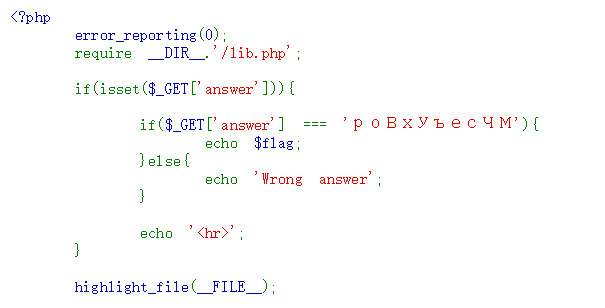 <?php
error_reporting(0);
require __DIR__.'/lib.php';
if(isset($_GET['answer'])){
if($_GET['answer'] === 'роВхУъесЧМ'){
echo $flag;
}else{
echo 'Wrong answer';
}
echo '<hr>';
}
highlight_file(__FILE__);